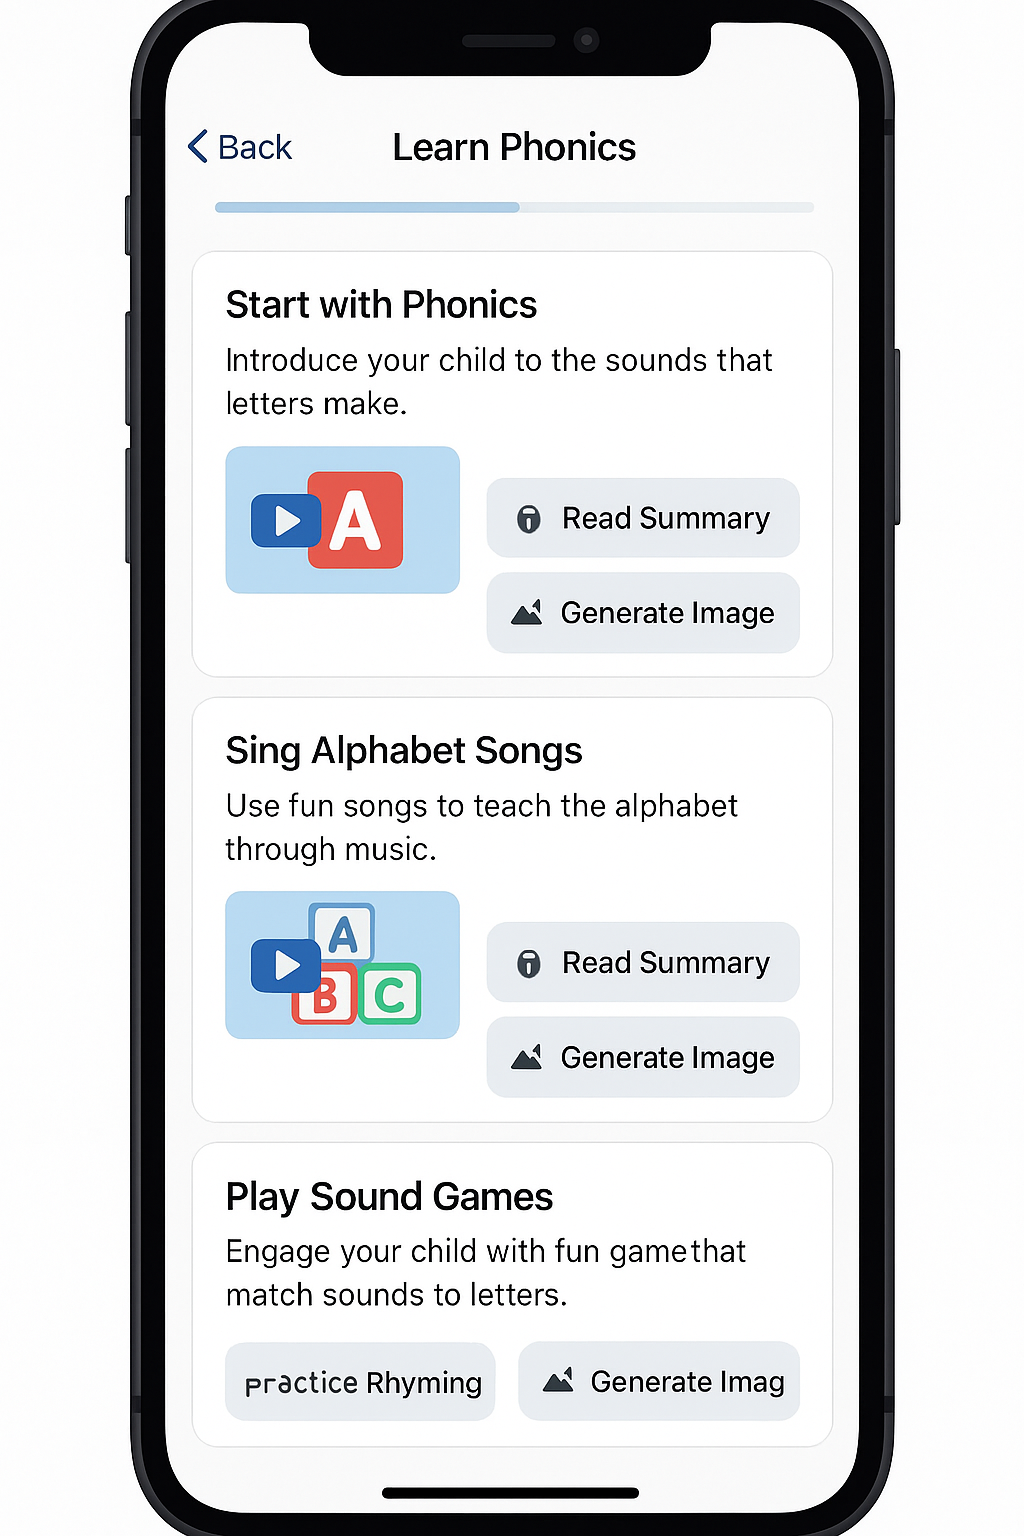 Back
Learn Phonics
Start with Phonics
Introduce your child to the sounds that
letters make.
A
Read Summary
Generate Image
Sing Alphabet Songs
Use fun songs to teach the alphabet
through music.
A
B C
Read Summary
Generate Image
Play Sound Games
Engage your child with fun gamethat
match sounds to letters.
practice Rhyming
Generate Imag